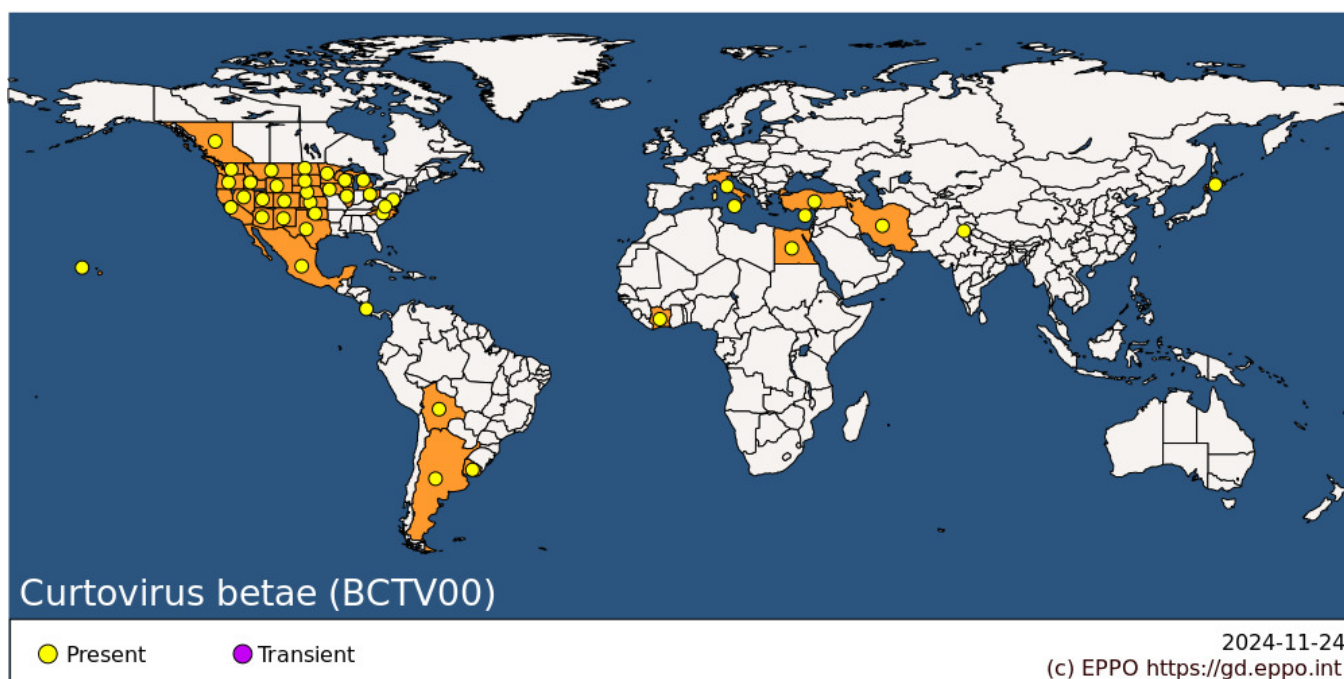 Curtovirus betae (BCTV00)
Present
Transient
2024-11-24
(c) EPPO https://gd.eppo.int